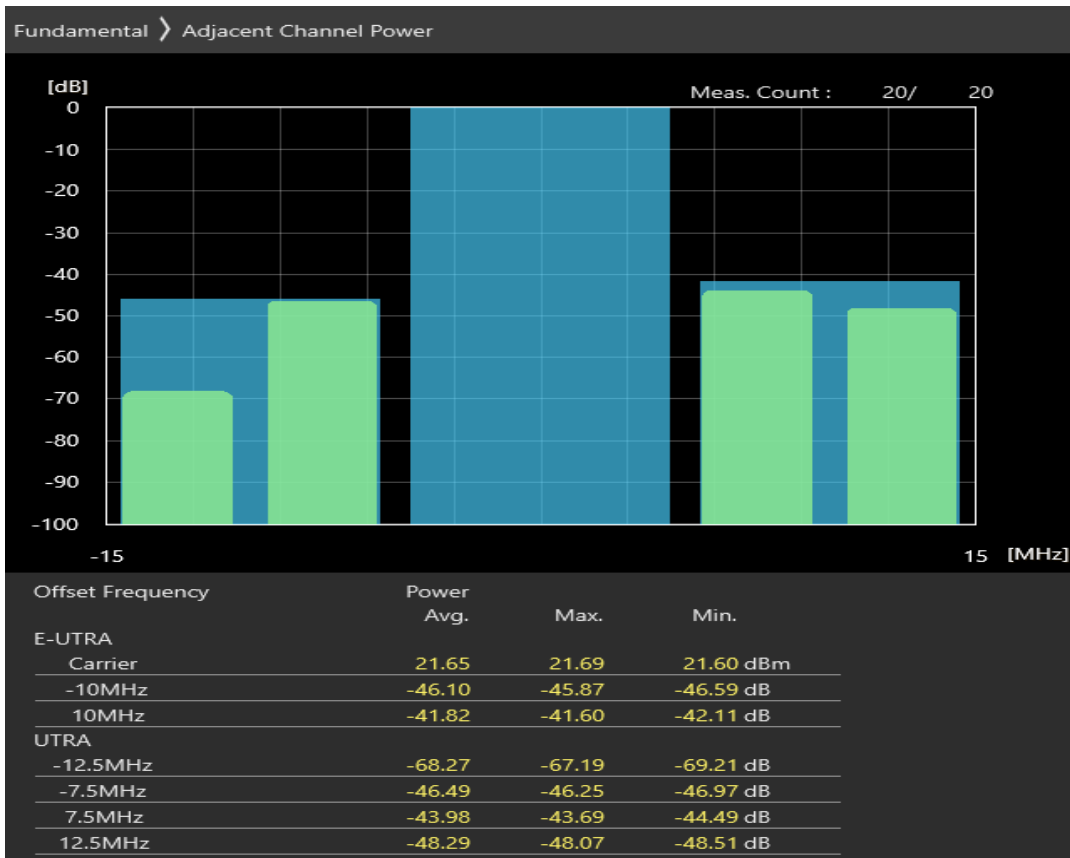 Fundamental 〉 Adjacent Channel Power
[dB]
Meas. Count : 20/ 20
0
-10
-20
-30
-40
-50
-60
-70
-80
-90
-100
-15 15 [MHz]
Offset Frequency Power
Avg. Max. Min.
E-UTRA
Carrier 21.65 21.69 21.60 dBm
-10MHz -46.10 -45.87 -46.59 dB
10MHz -41.82 -41.60 -42.11 dB
UTRA
-12.5MHz -68.27 -67.19 -69.21 dB
-7.5MHz -46.49 -46.25 -46.97 dB
7.5MHz -43.98 -43.69 -44.49 dB
12.5MHz -48.29 -48.07 -48.51 dB